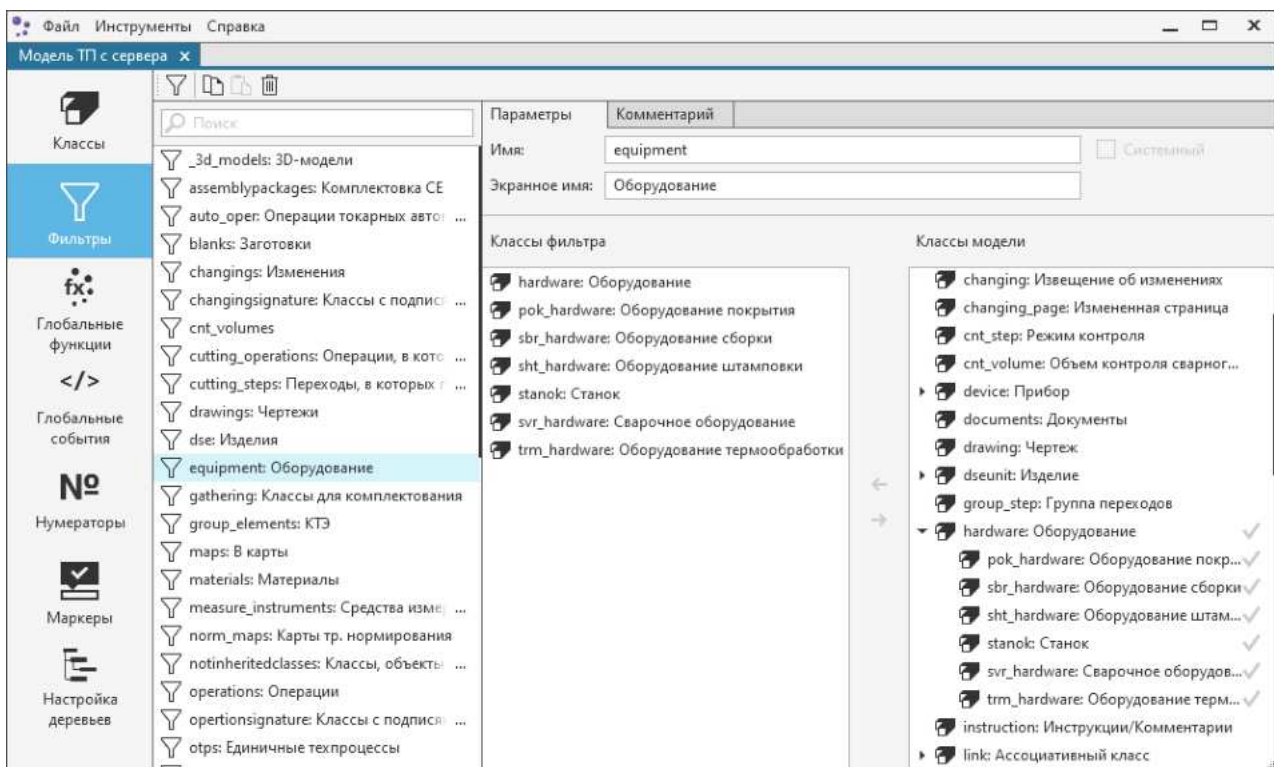 Файл Инструменты Справка
Модель ТП с сервера x
Классы
Фильтры
fx
Глобальные
функции
</>
Глобальные
события
Nº
Нумераторы
Маркеры
Настройка
деревьев
Поиск
_3d_models: 3D-модели
assemblypackages: Комплектовка СЕ
auto_oper: Операции токарных авто ...
blanks: Заготовки
changings: Изменения
changingsignature: Классы с подпис ...
cnt_volumes
cutting_operations: Операции, в кото ...
cutting_steps: Переходы, в которых ...
drawings: Чертежи
dse: Изделия
equipment: Оборудование
gathering: Классы для комплектования
group_elements: КТЭ
maps: В карты
materials: Материалы
measure_instruments: Средства изме ...
norm_maps: Карты тр. нормирования
notinheritedclasses: Классы, объекты ...
operations: Операции
opertionsignature: Классы с подпися ...
otps: Единичные техпроцессы
Параметры Комментарий
Имя: equipment Системный
Экранное имя: Оборудование
Классы фильтра
hardware: Оборудование
pok_hardware: Оборудование покрытия
sbr_hardware: Оборудование сборки
sht_hardware: Оборудование штамповки
stanok: Станок
svr_hardware: Сварочное оборудование
trm_hardware: Оборудование термообработки
Классы модели
changing: Извещение об изменениях
changing_page: Измененная страница
cnt_step: Режим контроля
cnt_volume: Объем контроля сварног...
device: Прибор
documents: Документы
drawing: Чертеж
dseunit: Изделие
group_step: Группа переходов
hardware: Оборудование
pok_hardware: Оборудование покр...
sbr_hardware: Оборудование сборки
sht_hardware: Оборудование штам...
stanok: Станок
svr_hardware: Сварочное оборудов...
trm_hardware: Оборудование терм...
instruction: Инструкции/Комментарии
link: Ассоциативный класс